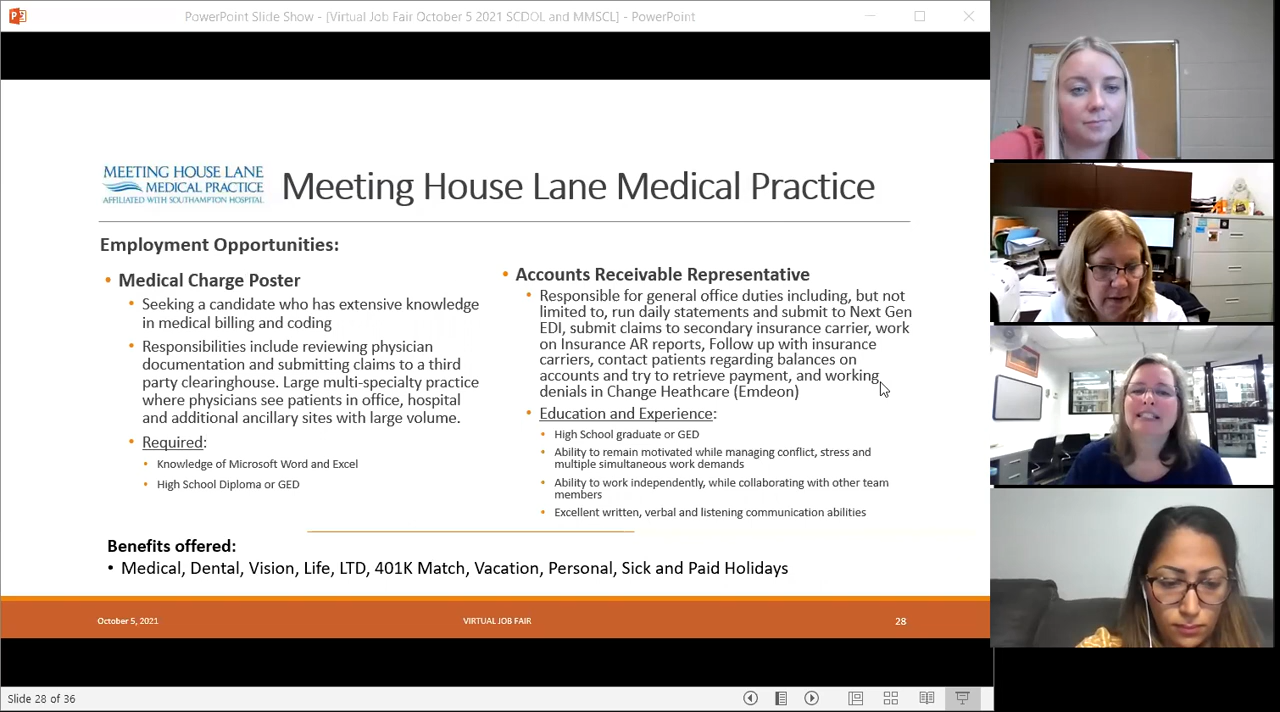 PowerPoint Slide Show - [Virtual Job Fair October 5 2021 SCDOL and MMSCL] - PowerPoint
MEETING HOUSE LANE
MEDICAL PRACTICE
AFFILIATED WITH SOUTHAMPTON HOSPITAL
Meeting House Lane Medical Practice
Employment Opportunities:
• Medical Charge Poster
• Seeking a candidate who has extensive knowledge
in medical billing and coding
• Responsibilities include reviewing physician
documentation and submitting claims to a third
party clearinghouse. Large multi-specialty practice
where physicians see patients in office, hospital
and additional ancillary sites with large volume.
• Required:
• Knowledge of Microsoft Word and Excel
• High School Diploma or GED
• Accounts Receivable Representative
• Responsible for general office duties including, but not
limited to, run daily statements and submit to Next Gen
EDI, submit claims to secondary insurance carrier, work
on Insurance AR reports, Follow up with insurance
carriers, contact patients regarding balances on
accounts and try to retrieve payment, and working
denials in Change Heathcare (Emdeon)
• Education and Experience:
• High School graduate or GED
• Ability to remain motivated while managing conflict, stress and
multiple simultaneous work demands
• Ability to work independently, while collaborating with other team
members
• Excellent written, verbal and listening communication abilities
Benefits offered:
• Medical, Dental, Vision, Life, LTD, 401K Match, Vacation, Personal, Sick and Paid Holidays
October 5, 2021
VIRTUAL JOB FAIR
28
Slide 28 of 36